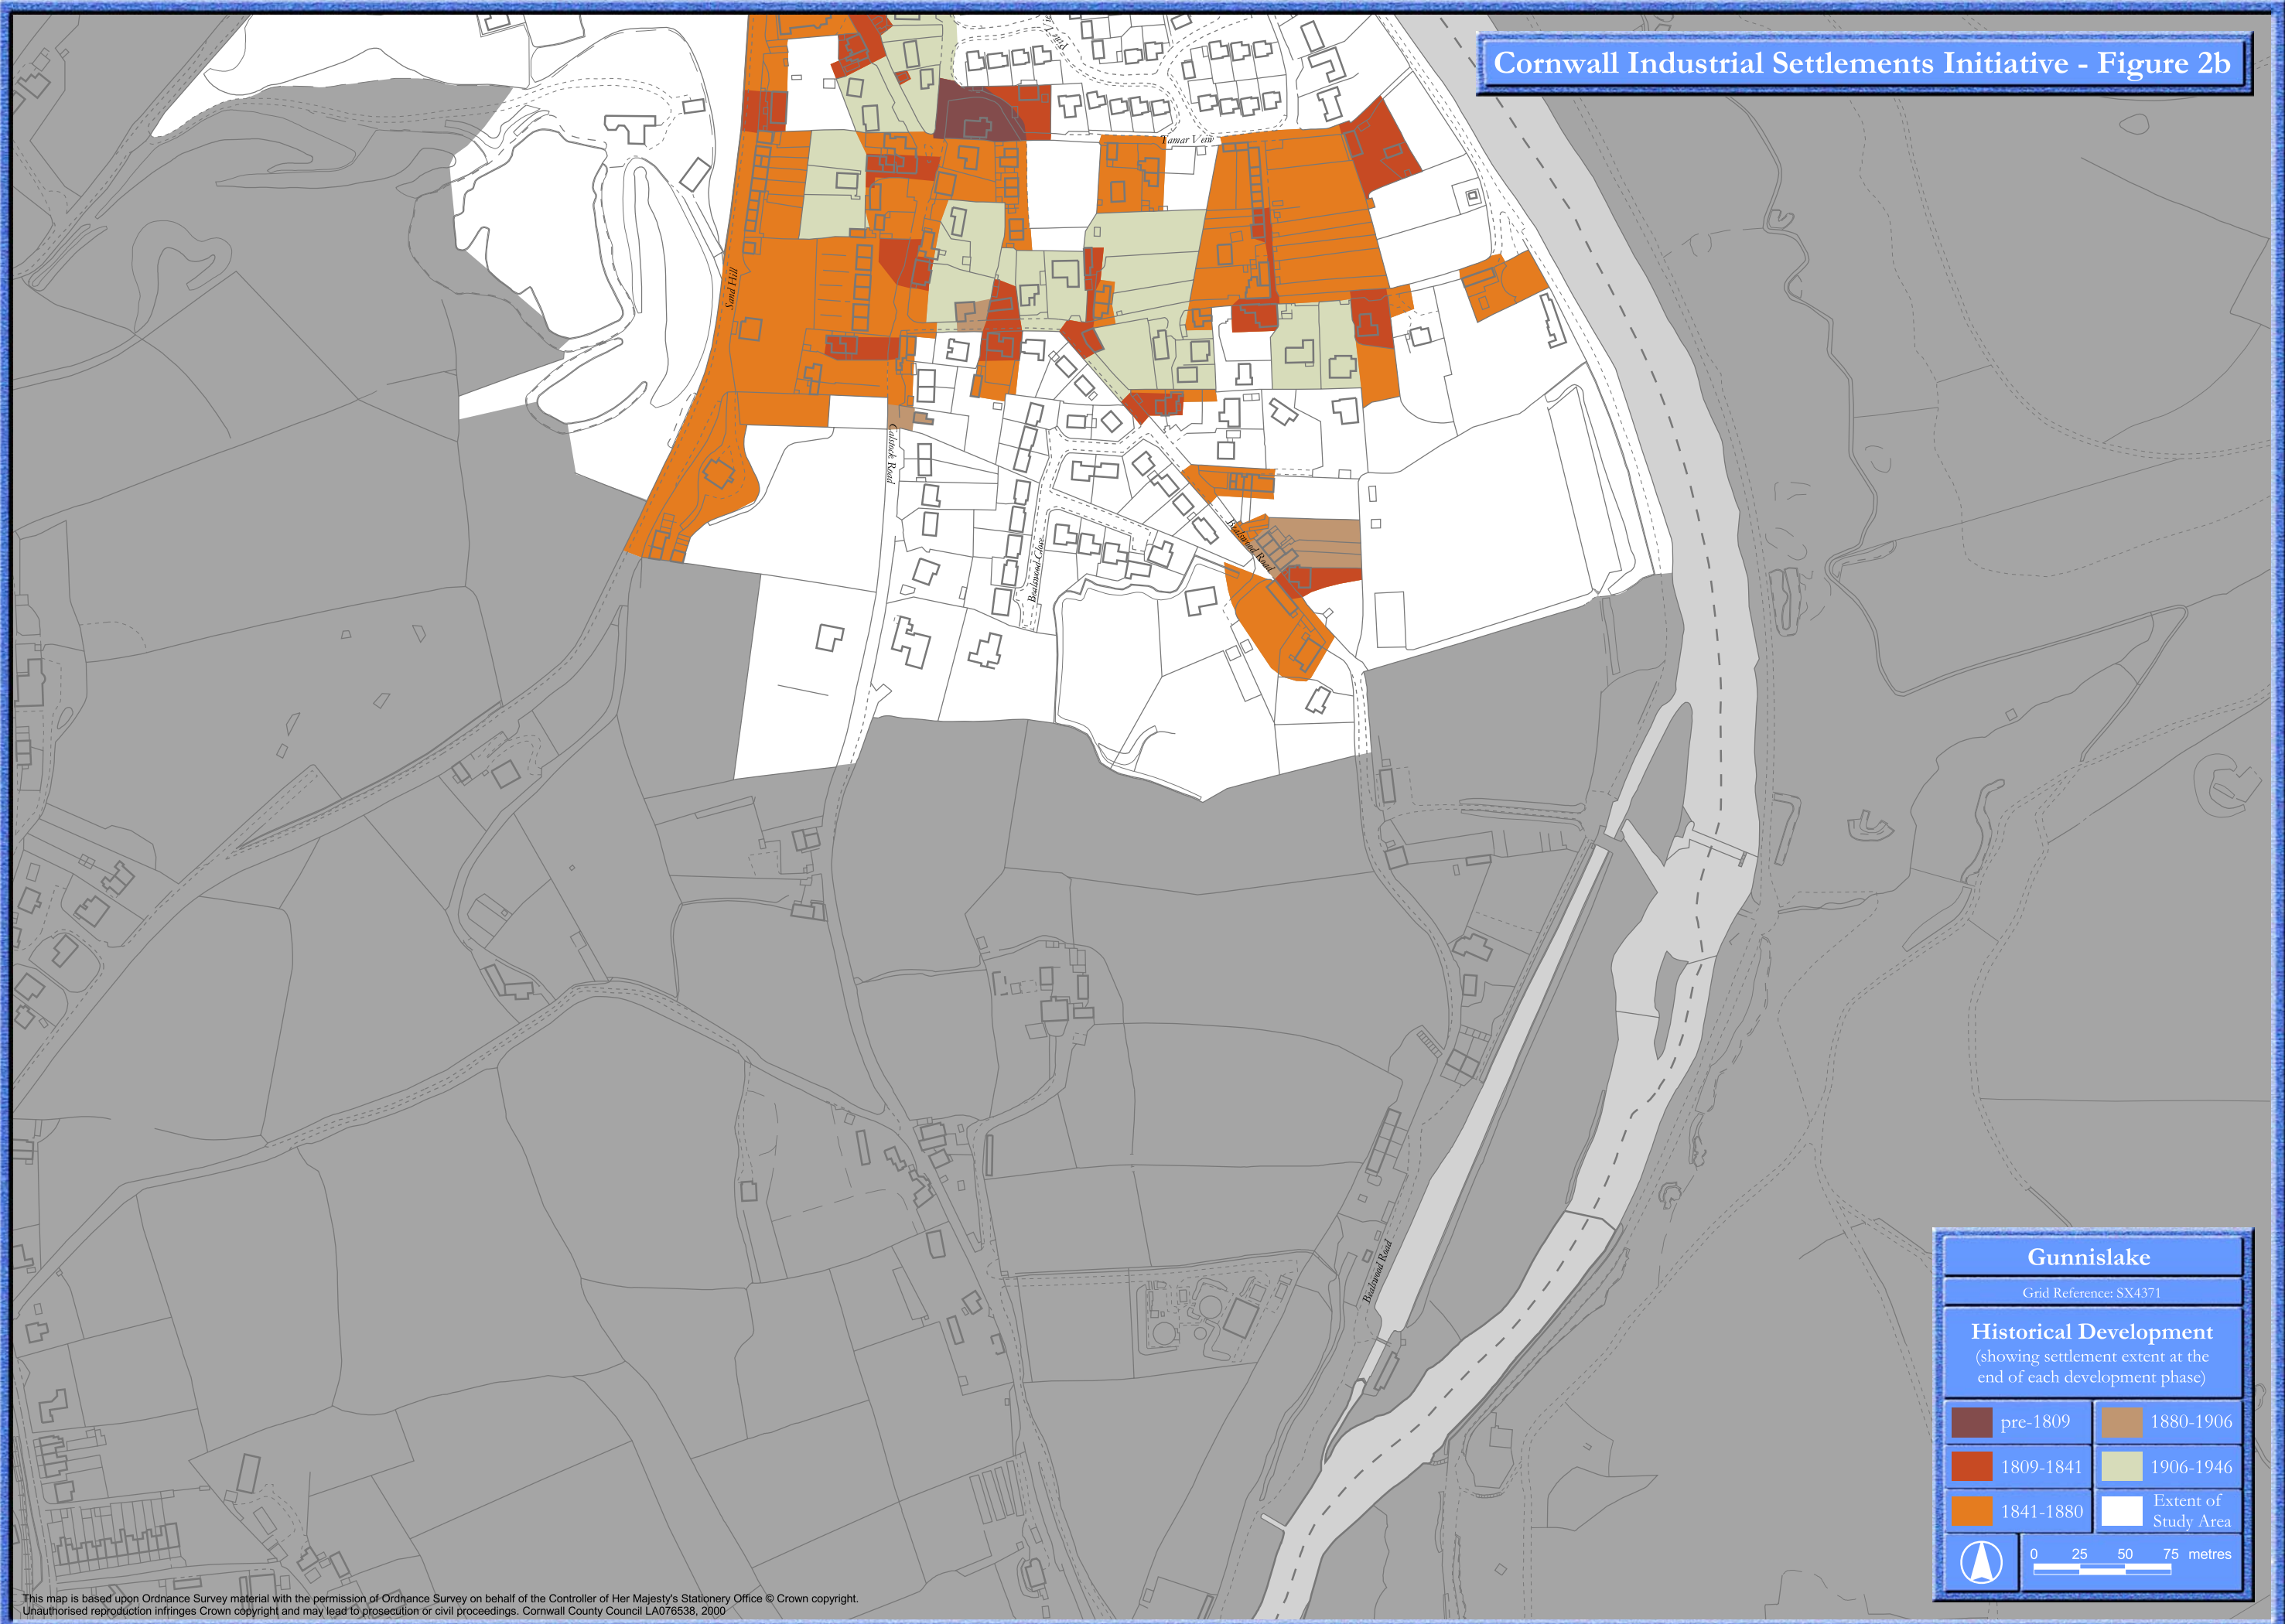 Cornwall Industrial Settlements Initiative - Figure 2b
Tamar Veiw
Sand Hill
Calstock Road
Bealswood Road
Bealswood Close
Bealswood Road
Gunnislake
Grid Reference: SX4371
Historical Development
(showing settlement extent at the
end of each development phase)
pre-1809
1880-1906
1809-1841
1906-1946
1841-1880
Extent of
Study Area
0 25 50 75 metres
This map is based upon Ordnance Survey material with the permission of Ordnance Survey on behalf of the Controller of Her Majesty's Stationery Office © Crown copyright.
Unauthorised reproduction infringes Crown copyright and may lead to prosecution or civil proceedings. Cornwall County Council LA076538, 2000